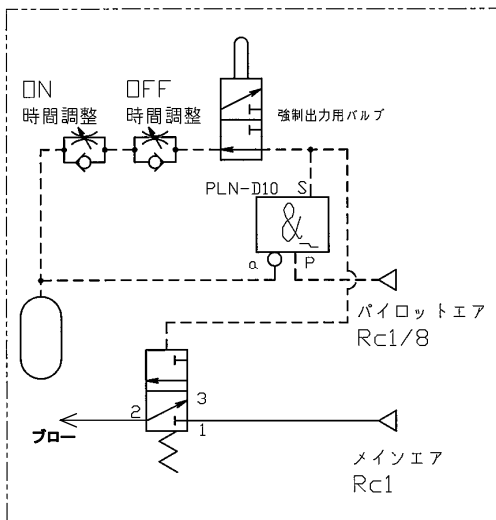 ON
時間調整
OFF
時間調整
強制出力用バルブ
PLN-D10
S
&
a
P
パイロットエア
Rc1/8
2
3
1
ブロー
メインエア
Rc1